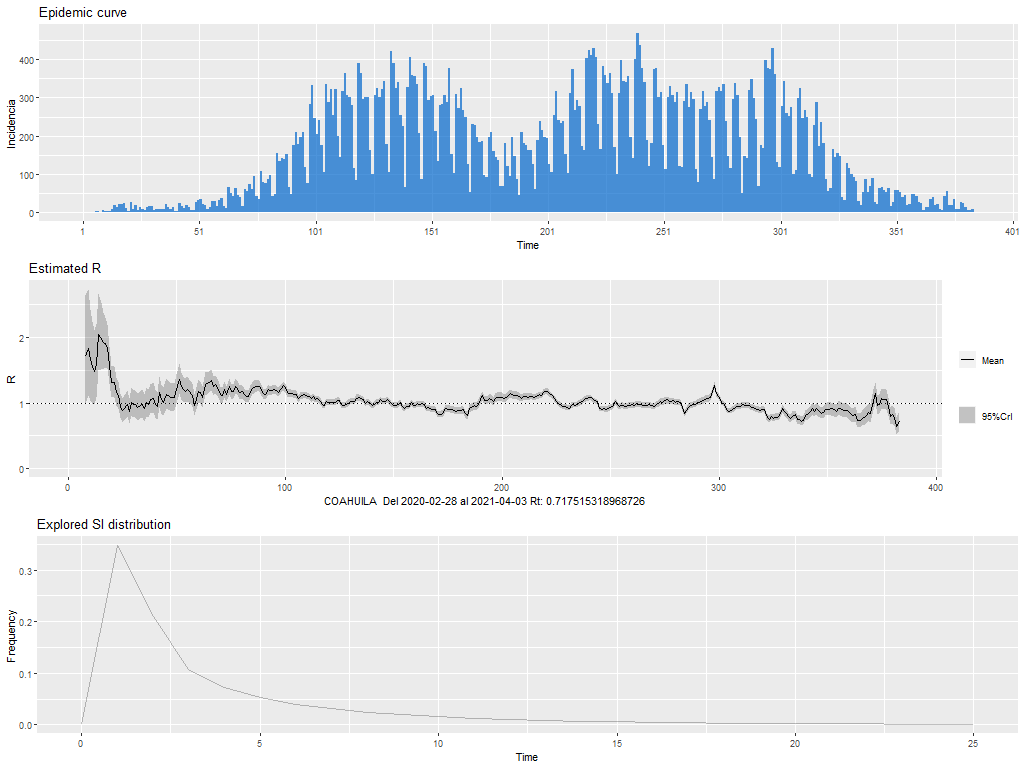 Epidemic curve
Incidencia
400
300
200
100
0
1
51
101
151
201
251
301
351
401
Time
Estimated R
R
2
1
0
0
100
200
300
400
Mean
95%CrI
COAHUILA Del 2020-02-28 al 2021-04-03 Rt: 0.717515318968726
Explored SI distribution
Frequency
0.3
0.2
0.1
0.0
0
5
10
15
20
25
Time